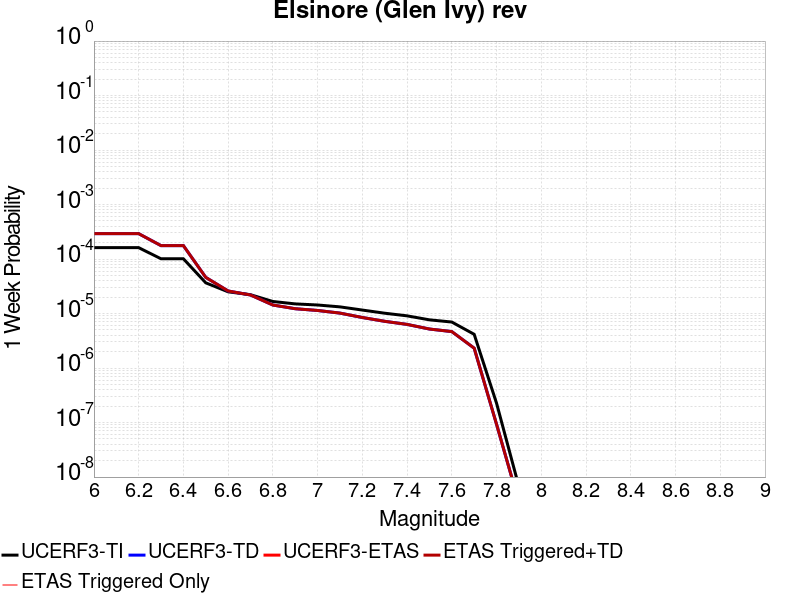 Elsinore (Glen Ivy) rev
10^0
10^-1
10^-2
10^-3
10^-4
10^-5
10^-6
10^-7
10^-8
1 Week Probability
6 6.2 6.4 6.6 6.8 7 7.2 7.4 7.6 7.8 8 8.2 8.4 8.6 8.8 9
Magnitude
UCERF3-TI UCERF3-TD UCERF3-ETAS ETAS Triggered+TD
ETAS Triggered Only